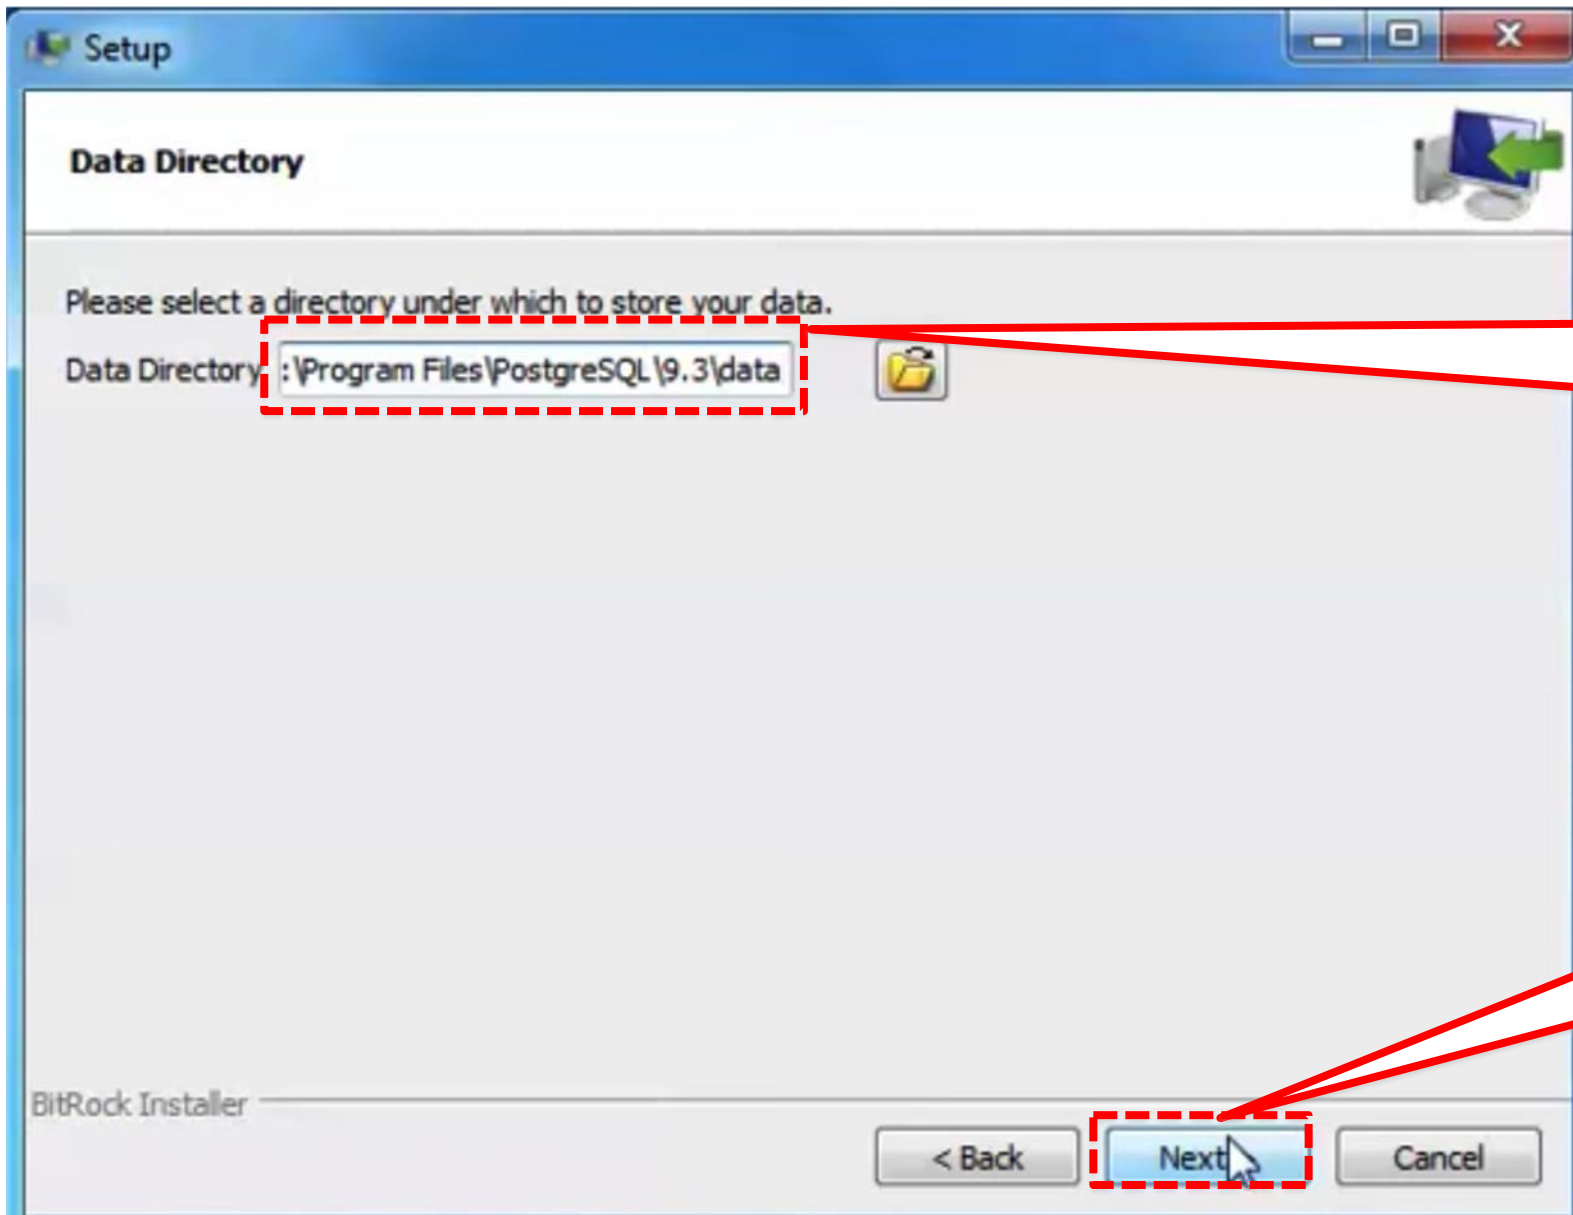 Setup
Data Directory
Please select a directory under which to store your data.
Data Directory :\Program Files\PostgreSQL\9.3\data
BitRock Installer
< Back Next Cancel